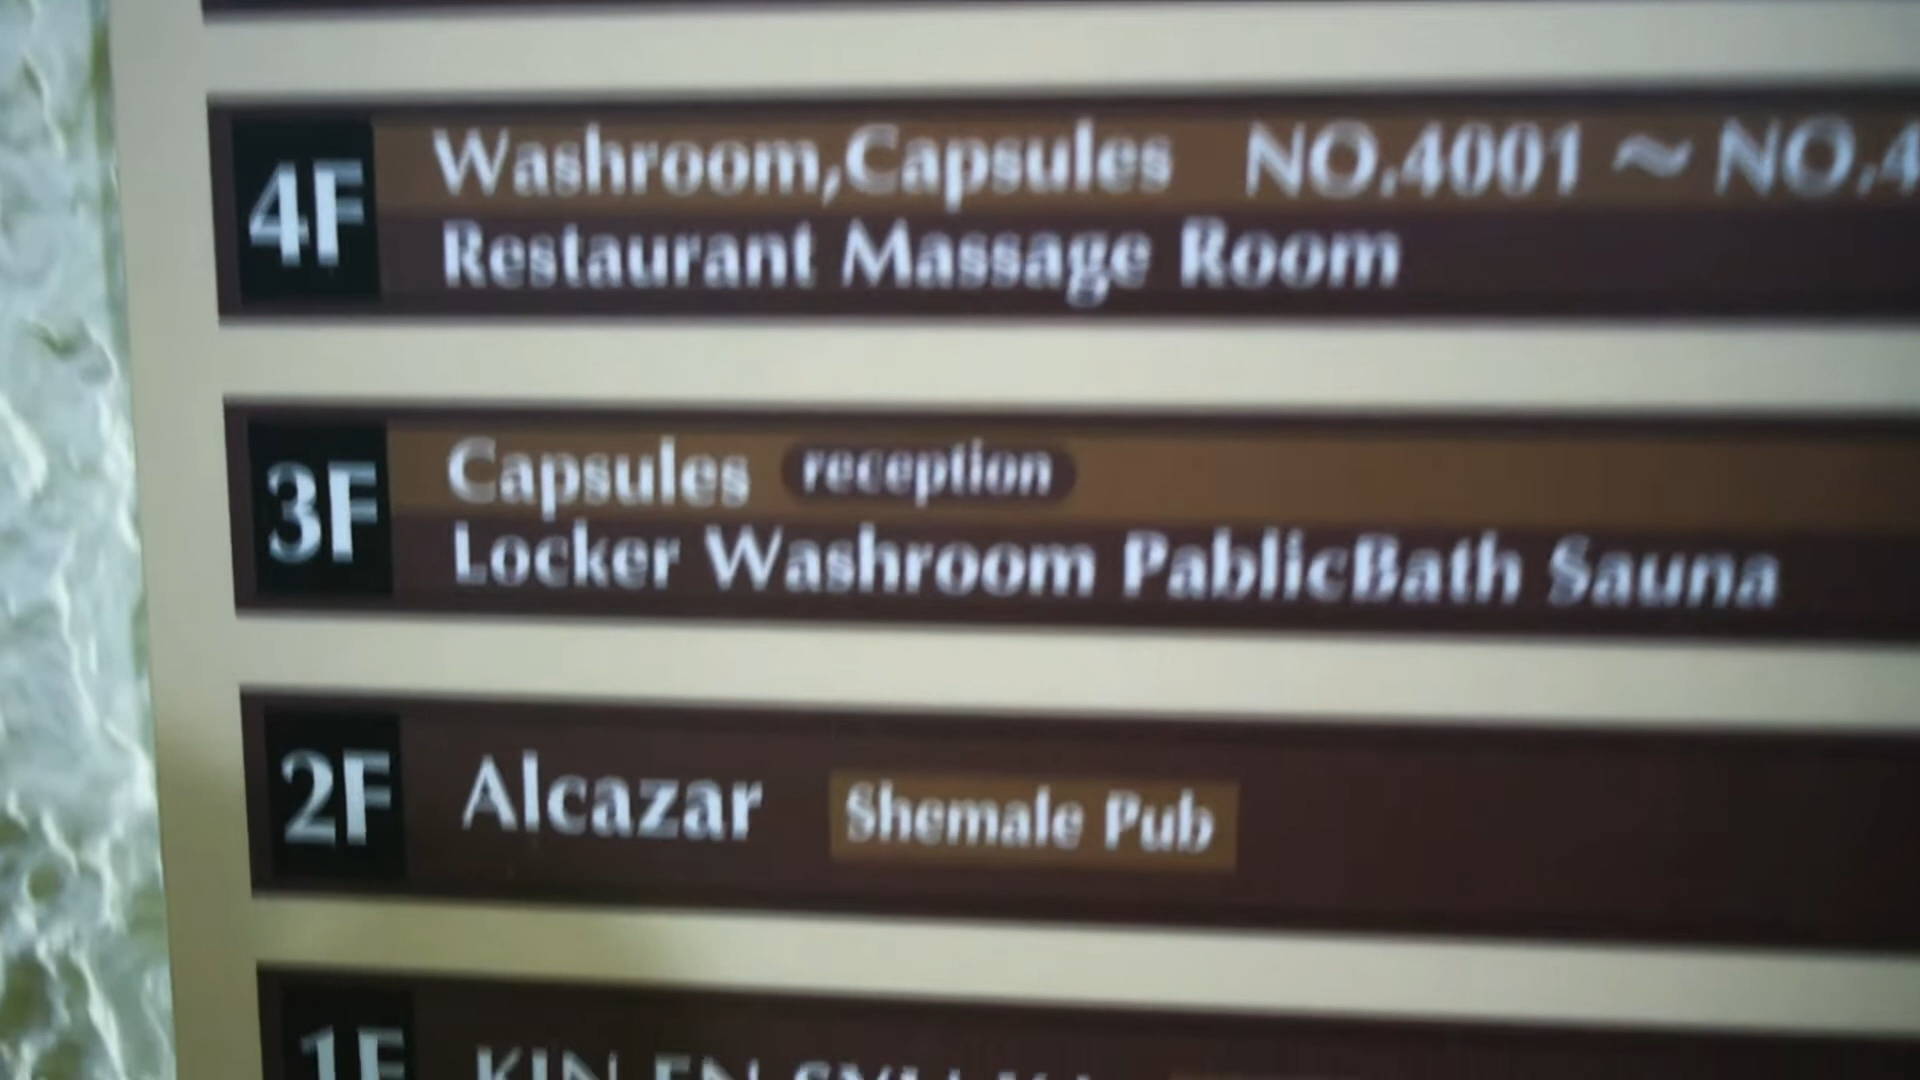 4F Washroom,Capsules NO.4001 ~ NO.4
Restaurant Massage Room
3F Capsules reception
Locker Washroom PablicBath Sauna
2F Alcazar Shemale Pub
1F